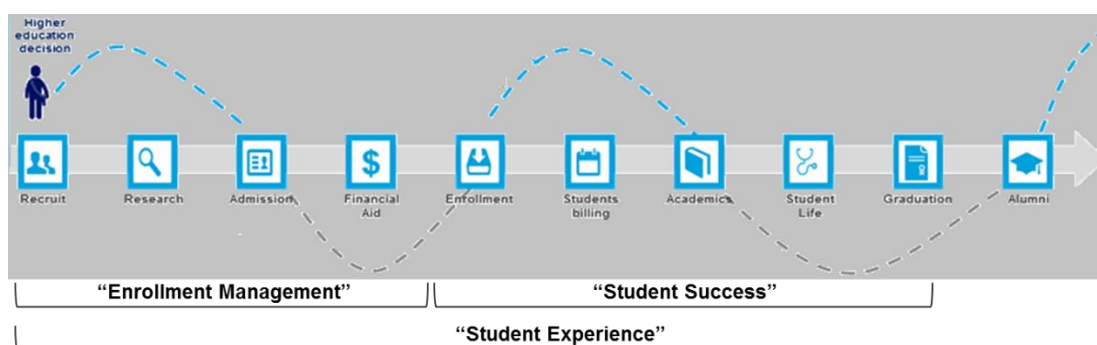 Higher
education
decision
Recruit
Research
Admission
Financial
Aid
Enrollment
Students
billing
Academics
Student
Life
Graduation
Alumni
“Enrollment Management”
“Student Success”
“Student Experience”